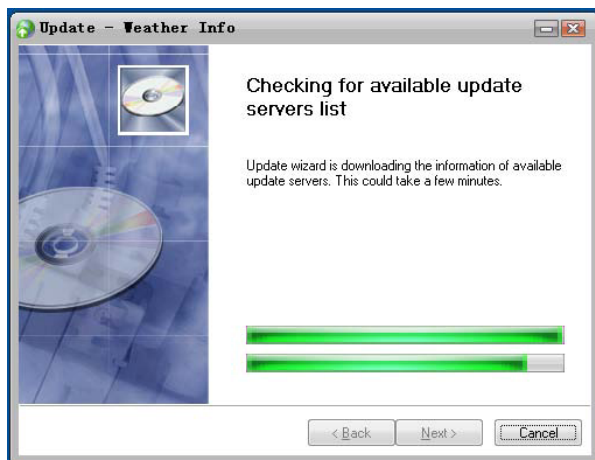 Update - Weather Info
Checking for available update
servers list
Update wizard is downloading the information of available
update servers. This could take a few minutes.
< Back
Next >
Cancel